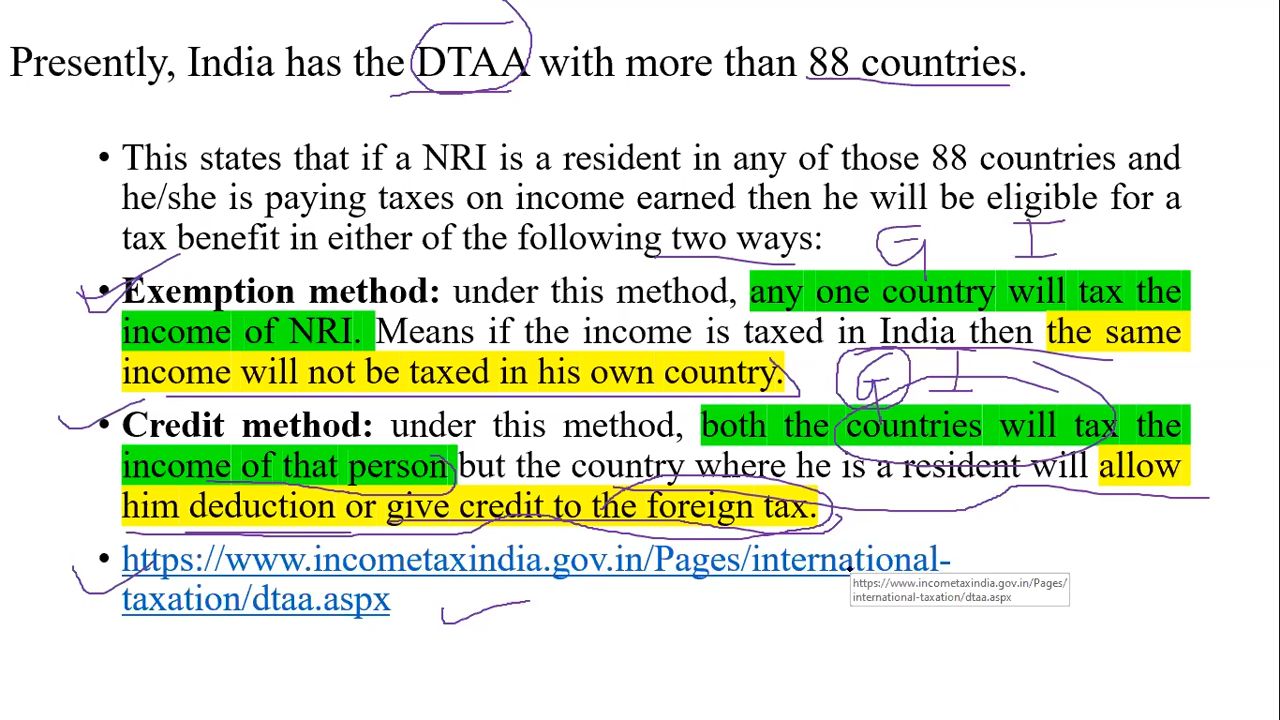 Presently, India has the DTAA with more than 88 countries.
• This states that if a NRI is a resident in any of those 88 countries and
he/she is paying taxes on income earned then he will be eligible for a
tax benefit in either of the following two ways:
G I
• Exemption method: under this method, any one country will tax the
income of NRI. Means if the income is taxed in India then the same
income will not be taxed in his own country.
G I
• Credit method: under this method, both the countries will tax the
income of that person but the country where he is a resident will allow
him deduction or give credit to the foreign tax.
• https://www.incometaxindia.gov.in/Pages/international-
taxation/dtaa.aspx
https://www.incometaxindia.gov.in/Pages/
international-taxation/dtaa.aspx